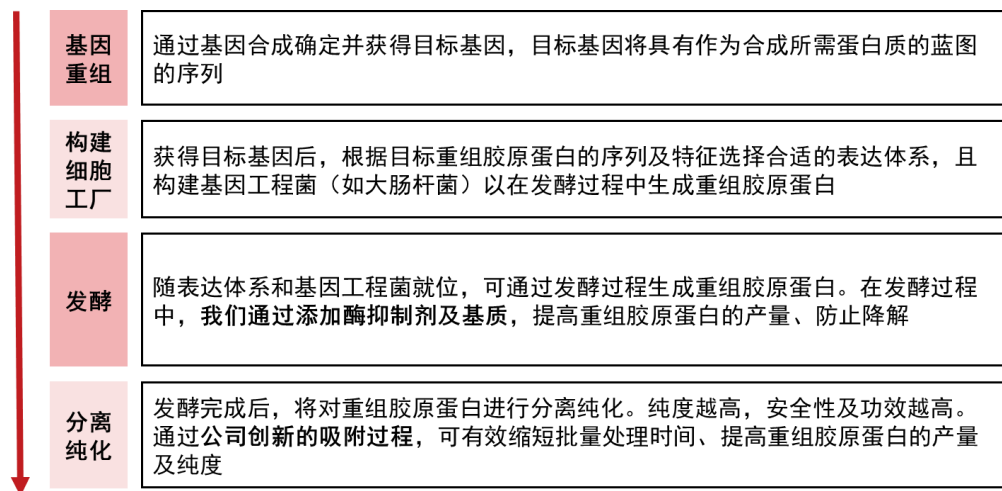 基因
重组
通过基因合成确定并获得目标基因，目标基因将具有作为合成所需蛋白质的蓝图
的序列
构建
细胞
工厂
获得目标基因后，根据目标重组胶原蛋白的序列及特征选择合适的表达体系，且
构建基因工程菌（如大肠杆菌）以在发酵过程中生成重组胶原蛋白
发酵
随表达体系和基因工程菌就位，可通过发酵过程生成重组胶原蛋白。在发酵过程
中，我们通过添加酶抑制剂及基质，提高重组胶原蛋白的产量、防止降解
分离
纯化
发酵完成后，将对重组胶原蛋白进行分离纯化。纯度越高，安全性及功效越高。
通过公司创新的吸附过程，可有效缩短批量处理时间、提高重组胶原蛋白的产量
及纯度